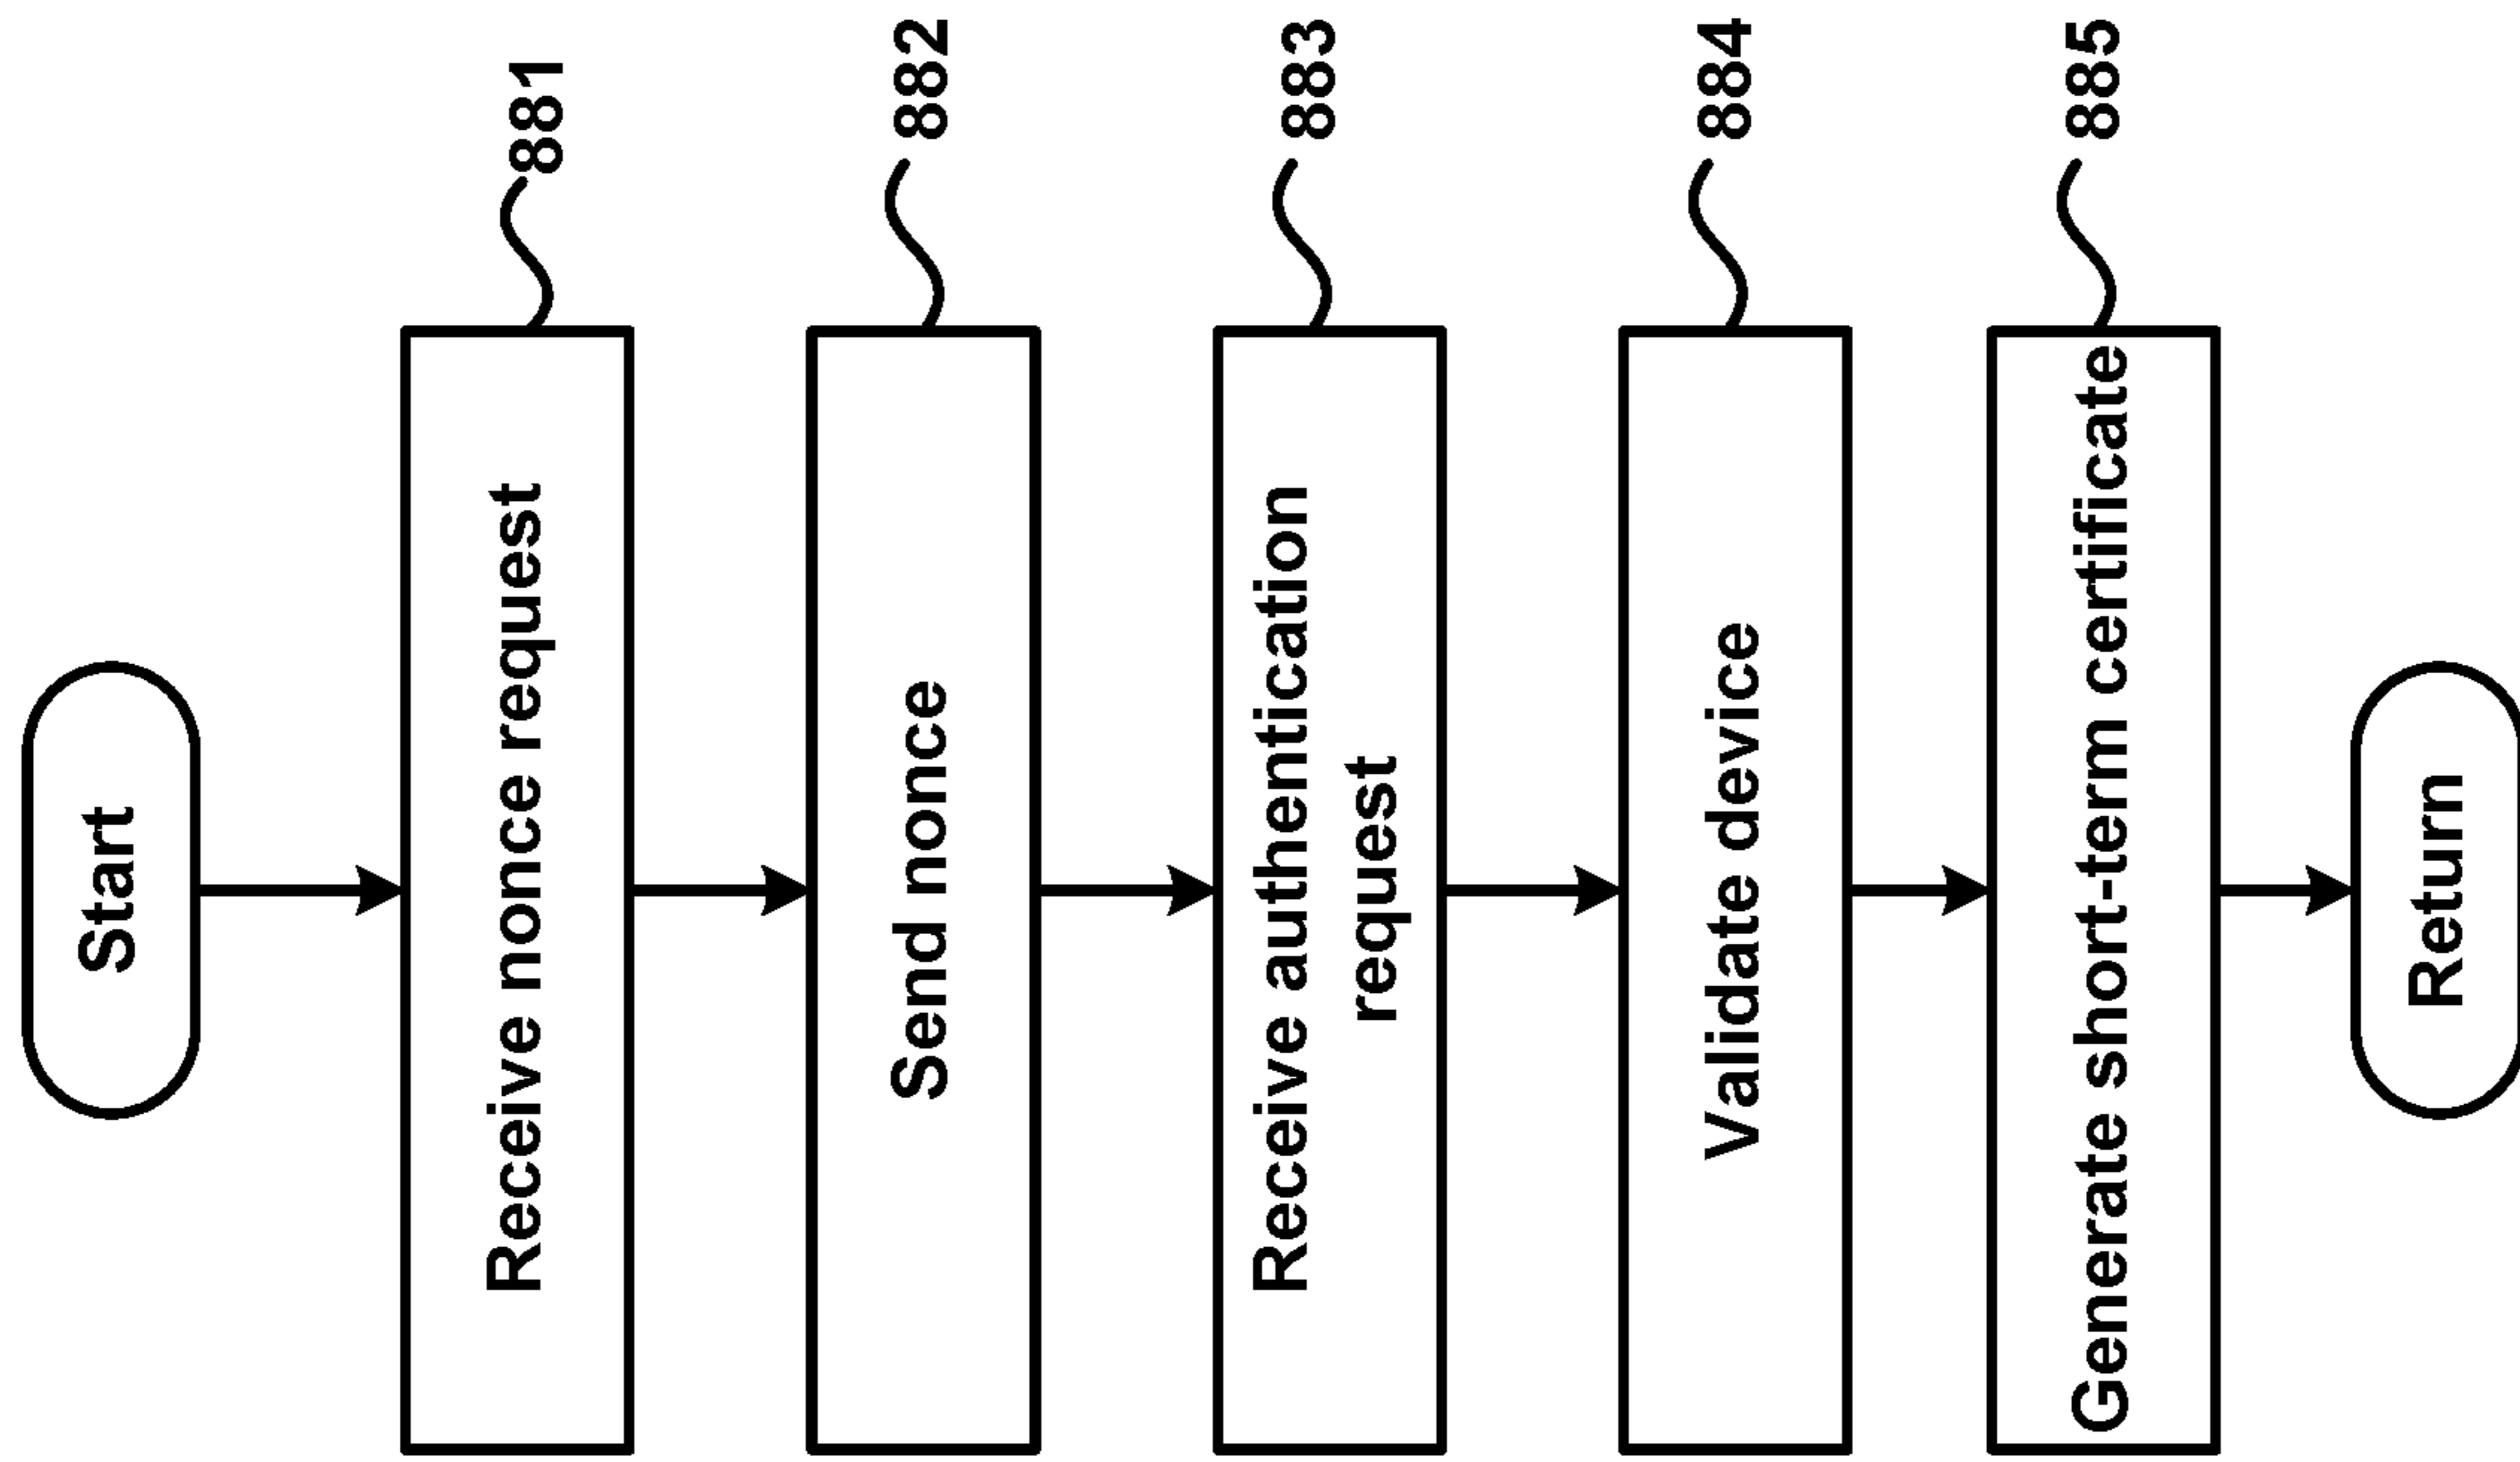 Start
Receive nonce request
881
Send nonce
882
Receive authentication
request
883
Validate device
884
Generate short-term certificate
885
Return